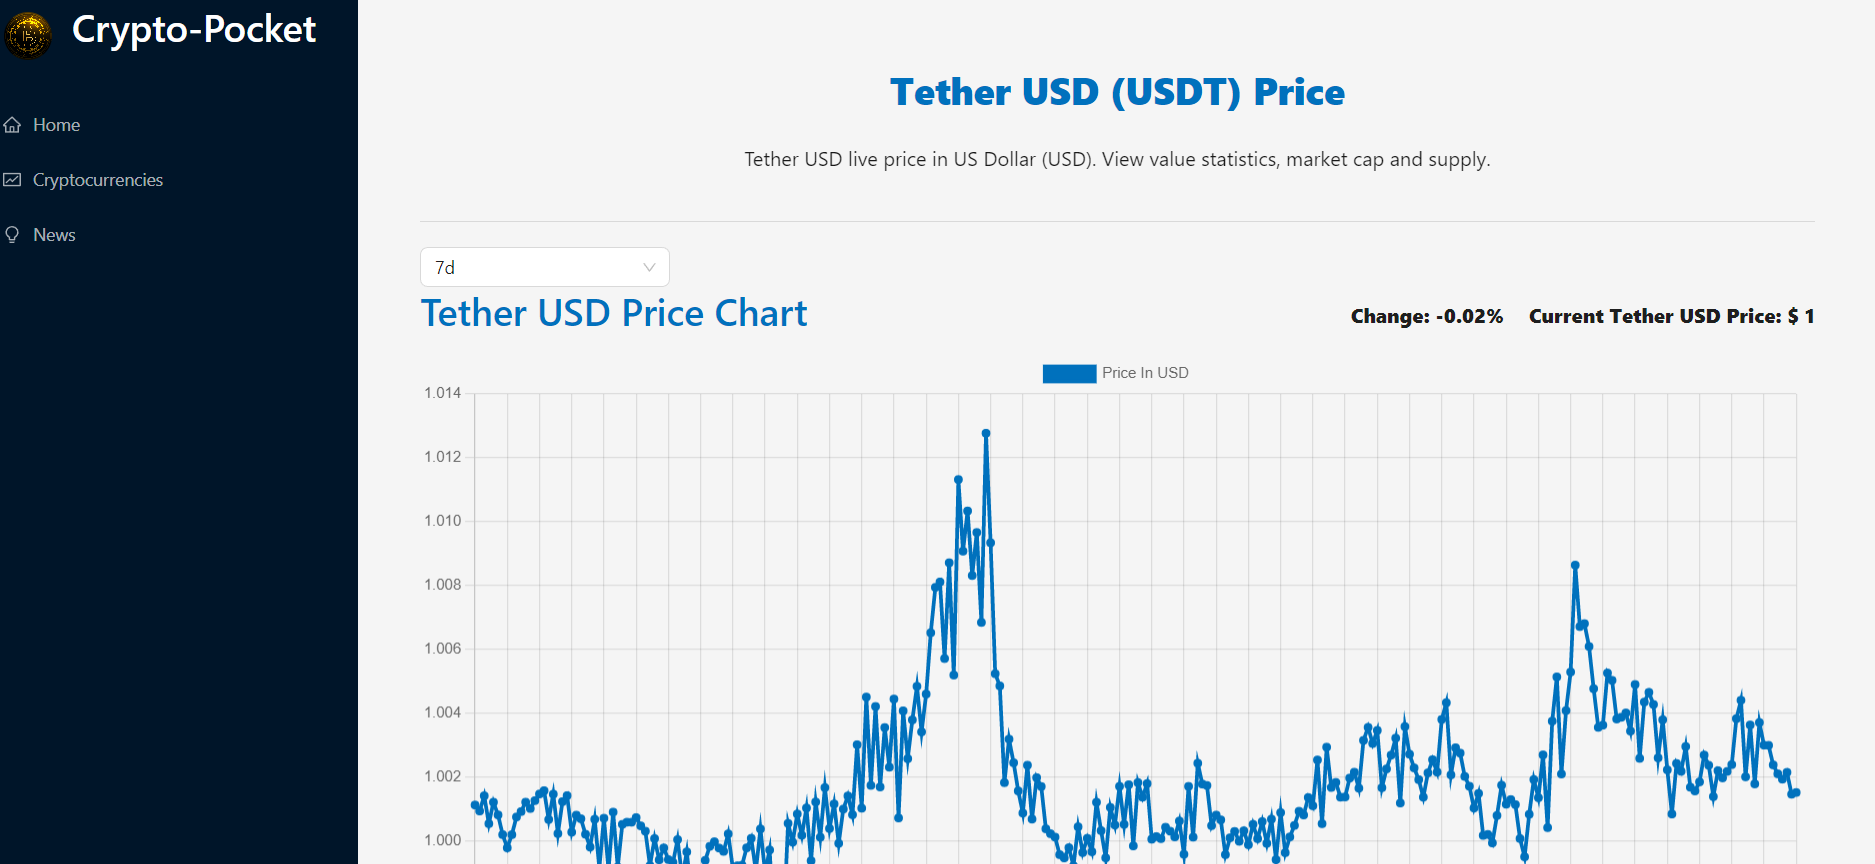 Crypto-Pocket
Home
Cryptocurrencies
News
Tether USD (USDT) Price
Tether USD live price in US Dollar (USD). View value statistics, market cap and supply.
7d
Tether USD Price Chart
Change: -0.02% Current Tether USD Price: $ 1
Price In USD
1.014
1.012
1.010
1.008
1.006
1.004
1.002
1.000